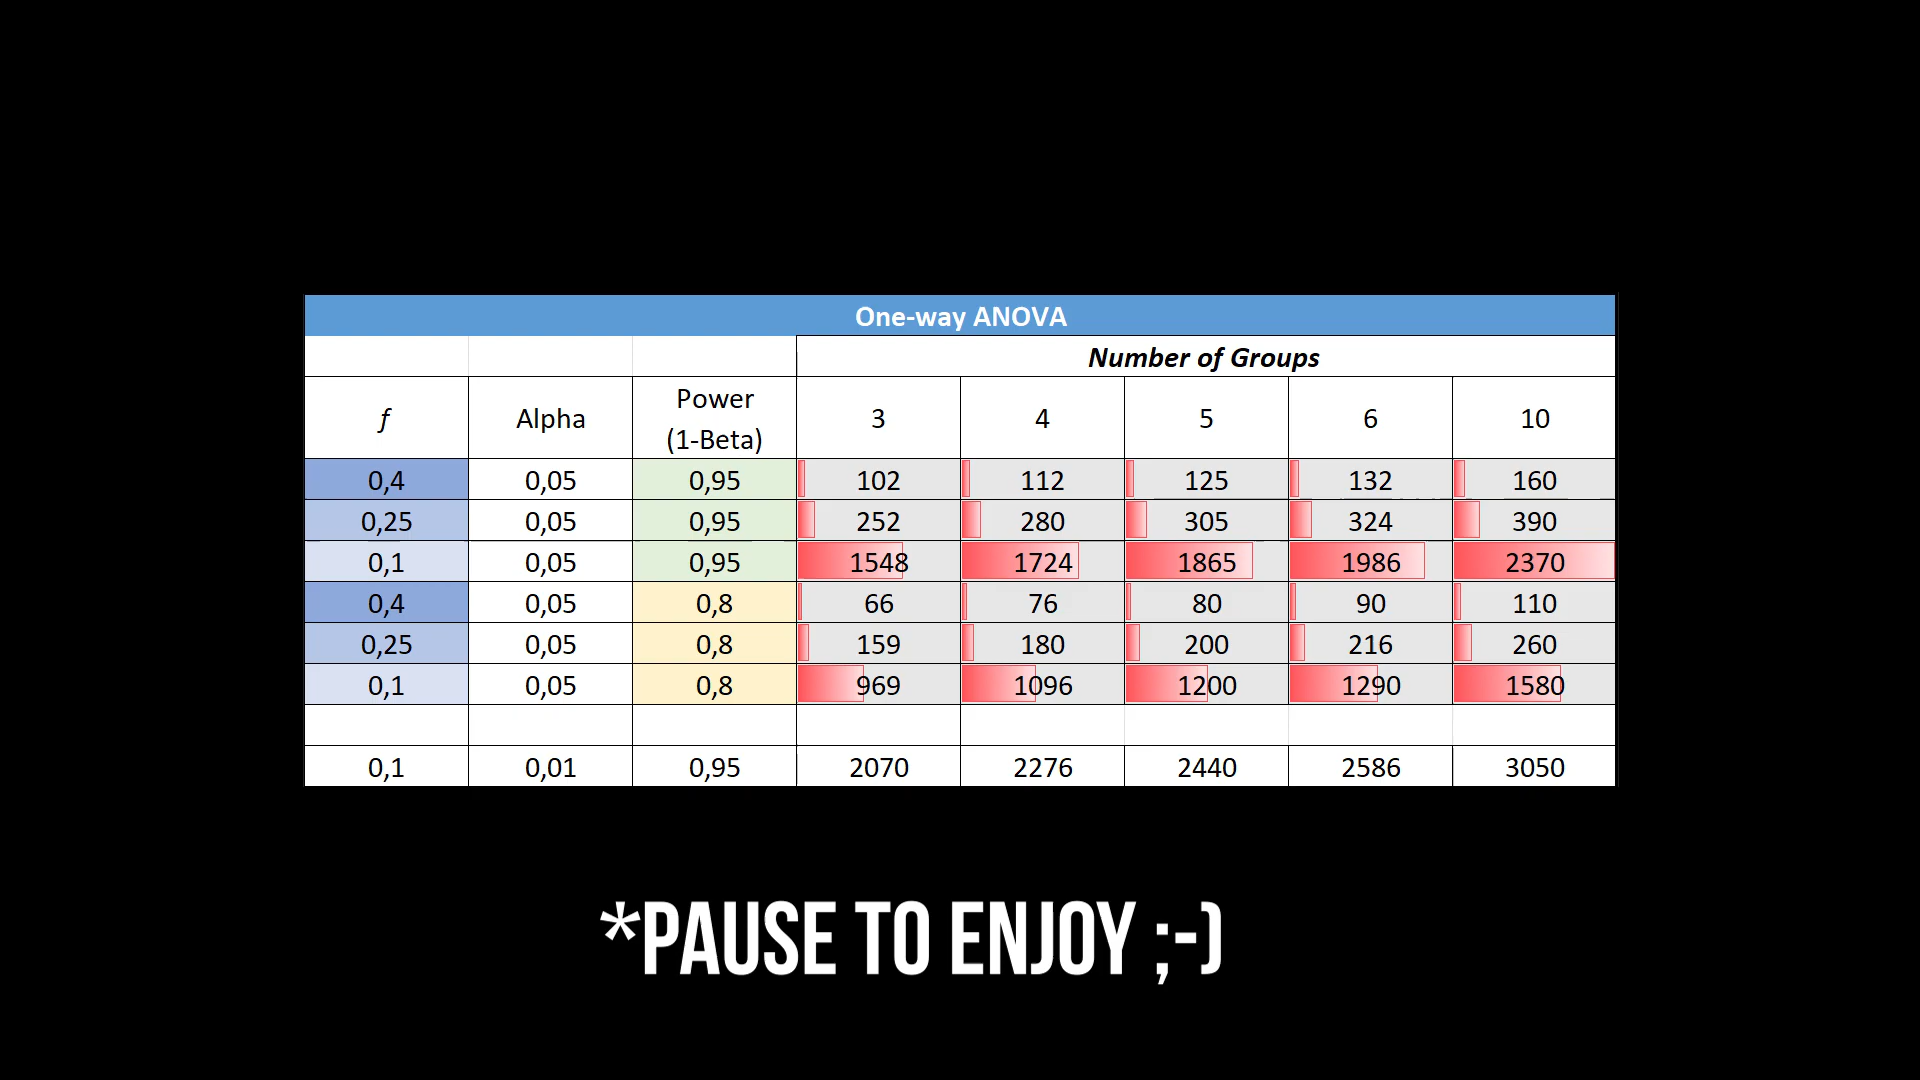 One-way ANOVA
Number of Groups
f Alpha Power (1-Beta) 3 4 5 6 10
0,4 0,05 0,95 102 112 125 132 160
0,25 0,05 0,95 252 280 305 324 390
0,1 0,05 0,95 1548 1724 1865 1986 2370
0,4 0,05 0,8 66 76 80 90 110
0,25 0,05 0,8 159 180 200 216 260
0,1 0,05 0,8 969 1096 1200 1290 1580
0,1 0,01 0,95 2070 2276 2440 2586 3050
*PAUSE TO ENJOY ;-)